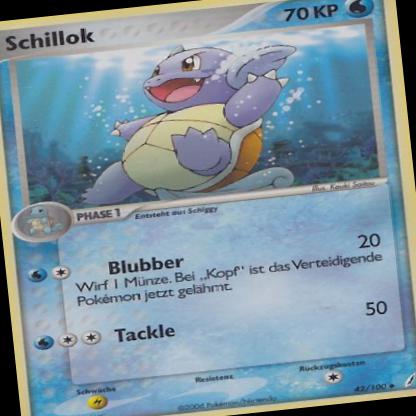 Schillok 70 KP
Illus. Kouki Saitou
PHASE 1 Entsteht aus Schiggy
Blubber 20
Wirf 1 Münze. Bei „Kopf" ist das Verteidigende
Pokémon jetzt gelähmt.
Tackle 50
Schwäche Resistenz Rückzugskosten
©2006 Pokémon/Nintendo 42/100